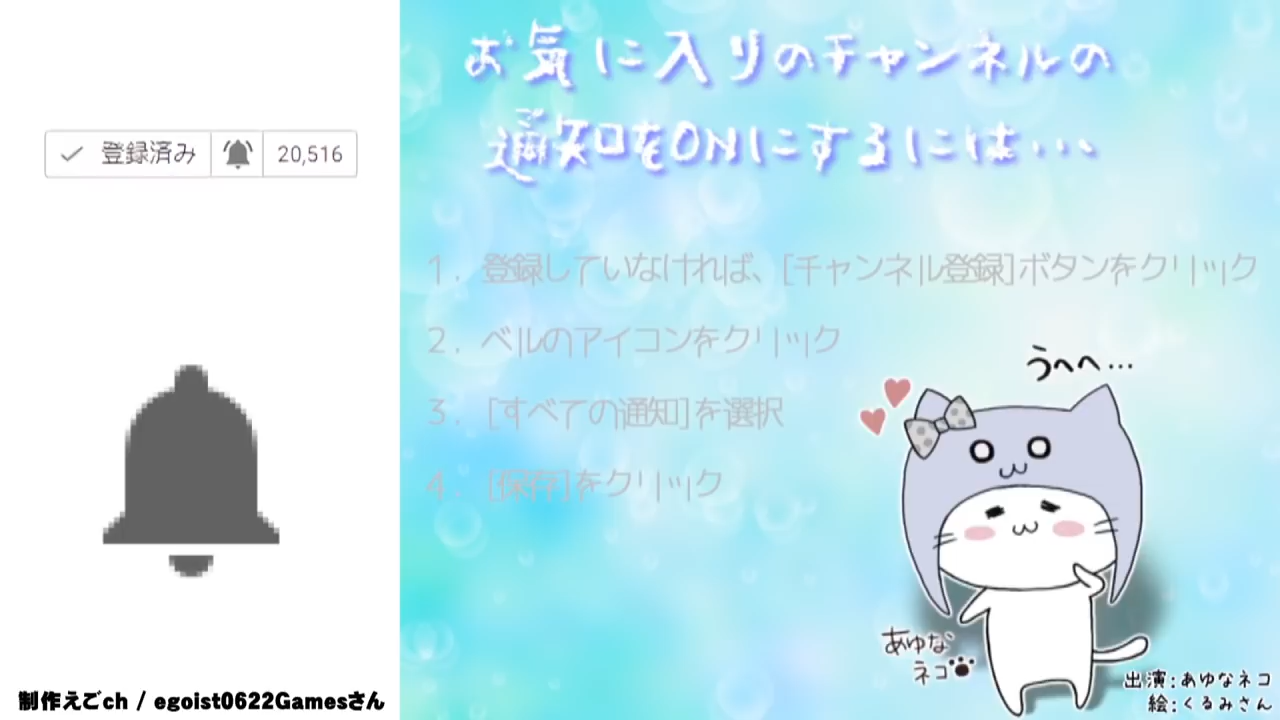 お気に入りのチャンネルの
通知をONにするには・・・
登録済み 20,516
1. 登録していなければ、[チャンネル登録]ボタンをクリック
2. ベルのアイコンをクリック
3. [すべての通知]を選択
4. [保存]をクリック
うへへ…
あゆな
ネコ
出演:あゆなネコ
絵:くるみさん
制作えごch / egoist0622Gamesさん